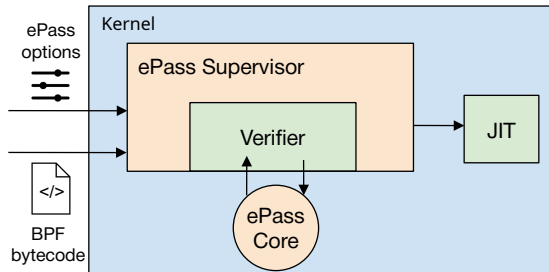 ePass
options
Kernel
ePass Supervisor
Verifier
JIT
</>
ePass
Core
BPF
bytecode